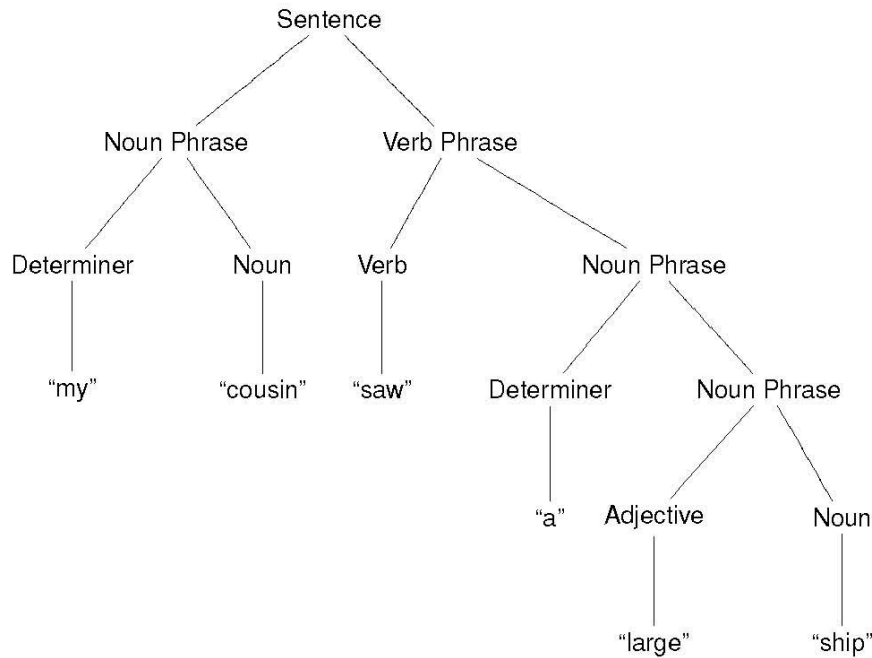 Sentence
Noun Phrase Verb Phrase
Determiner Noun Verb Noun Phrase
“my” “cousin” “saw” Determiner Noun Phrase
“a” Adjective Noun
“large” “ship”